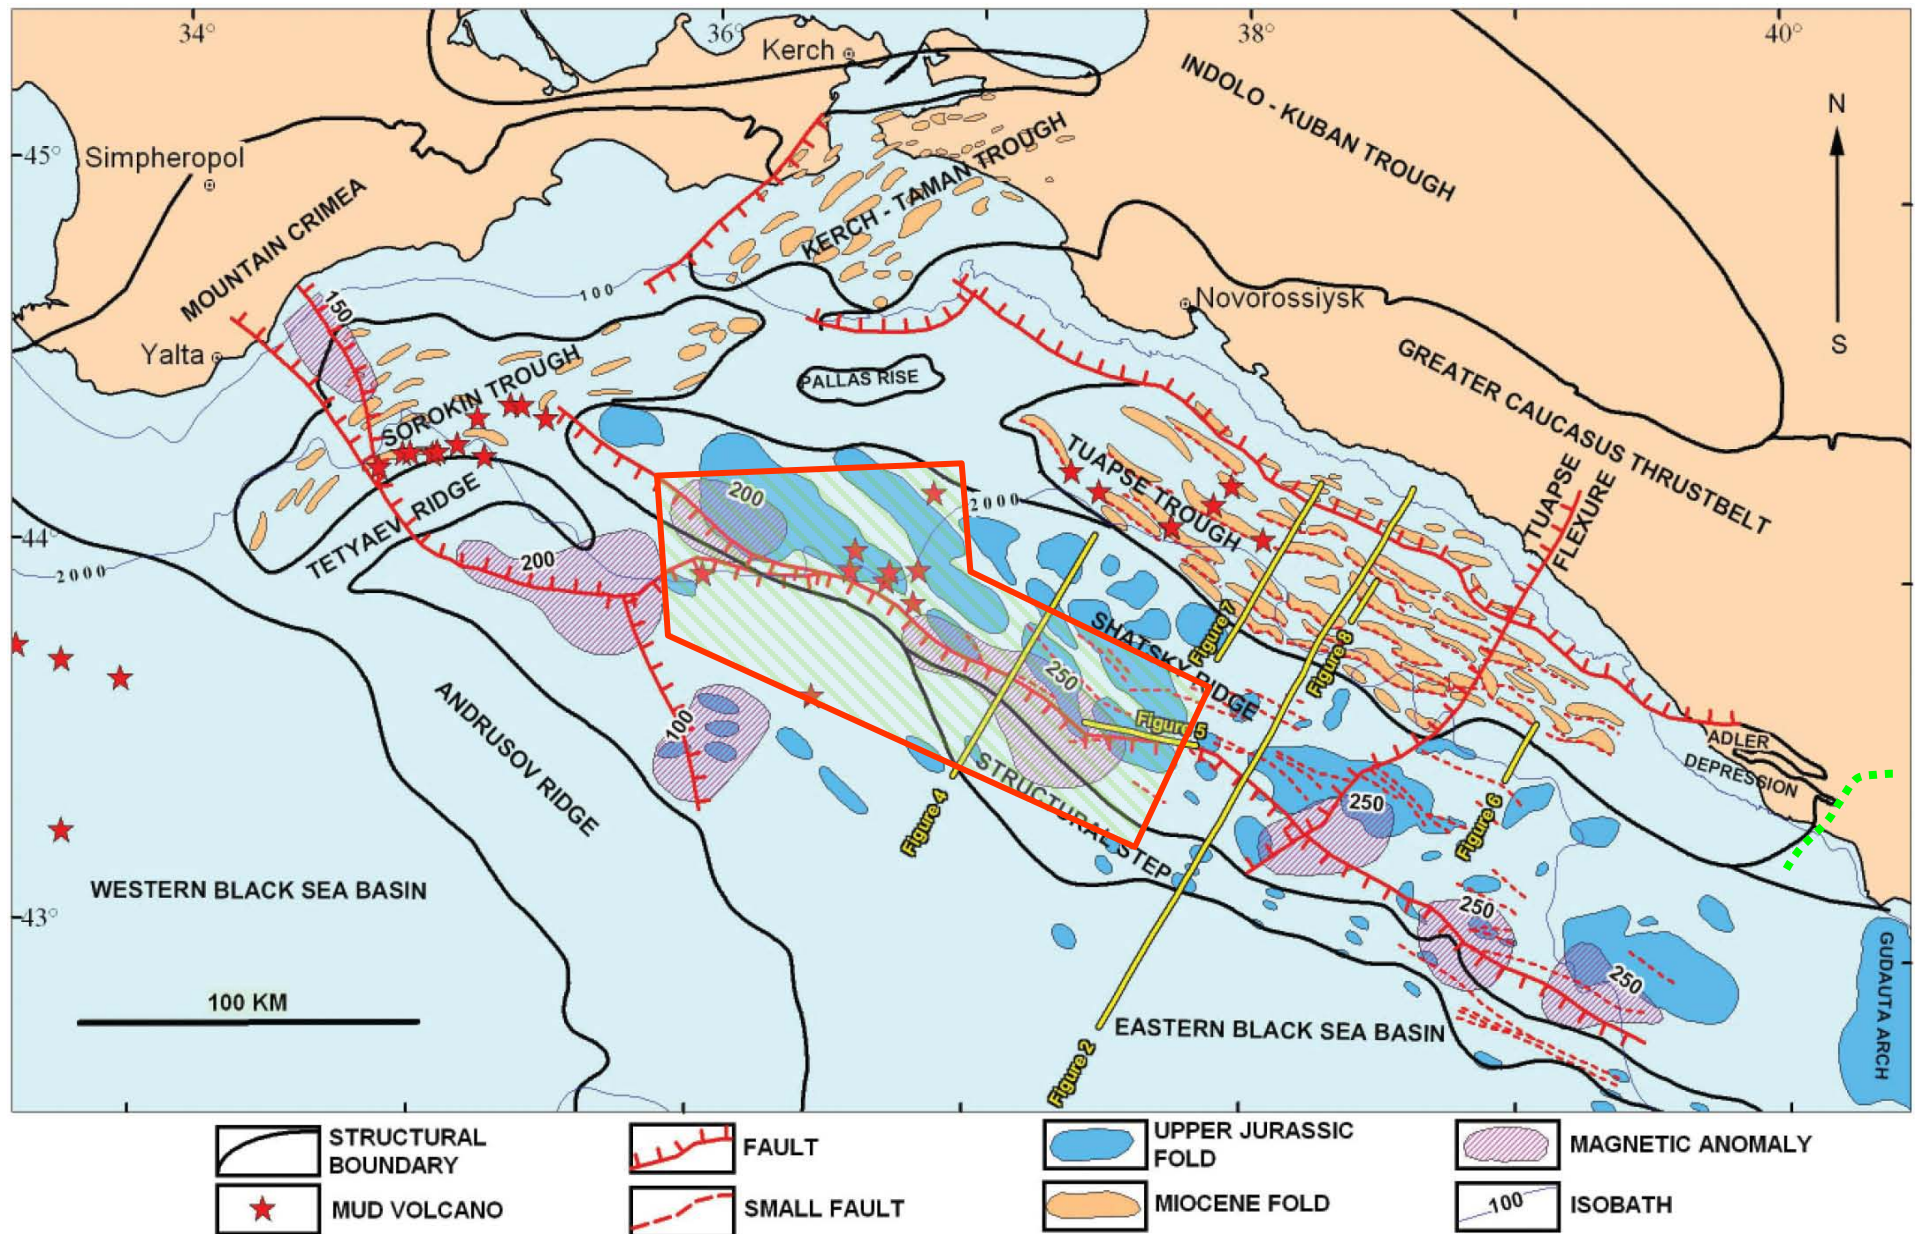 34°
36°
38°
40°
Kerch
INDOLO - KUBAN TROUGH
N
45°
Simpheropol
KERCH - TAMAN TROUGH
MOUNTAIN CRIMEA
100
150
Novorossiysk
S
Yalta
GREATER CAUCASUS THRUSTBELT
PALLAS RISE
SOROKIN TROUGH
TUAPSE TROUGH
TUAPSE
FLEXURE
200
2000
TETYAEV RIDGE
44°
2000
200
SHATSKY RIDGE
Figure 7
Figure 8
250
ANDRUSOV RIDGE
100
Figure 5
ADLER
DEPRESSION
STRUCTURAL STEP
Figure 4
250
Figure 6
WESTERN BLACK SEA BASIN
43°
250
GUDAUTA ARCH
250
100 KM
EASTERN BLACK SEA BASIN
Figure 2
STRUCTURAL
BOUNDARY
FAULT
UPPER JURASSIC
FOLD
MAGNETIC ANOMALY
MUD VOLCANO
SMALL FAULT
MIOCENE FOLD
100
ISOBATH